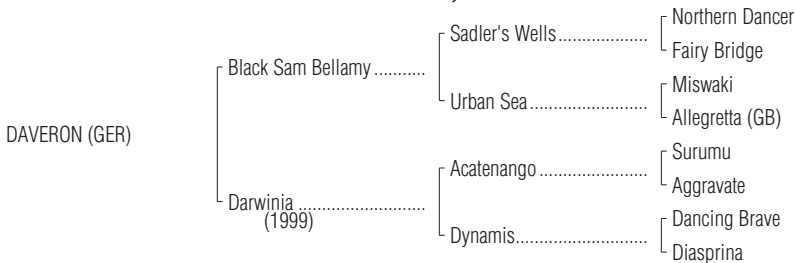 Northern Dancer
Sadler's Wells...................
Fairy Bridge
Black Sam Bellamy ...........
Miswaki
Urban Sea.........................
Allegretta (GB)
DAVERON (GER)
Surumu
Acatenango .......................
Aggravate
Darwinia ...........................
(1999)
Dancing Brave
Dynamis............................
Diasprina